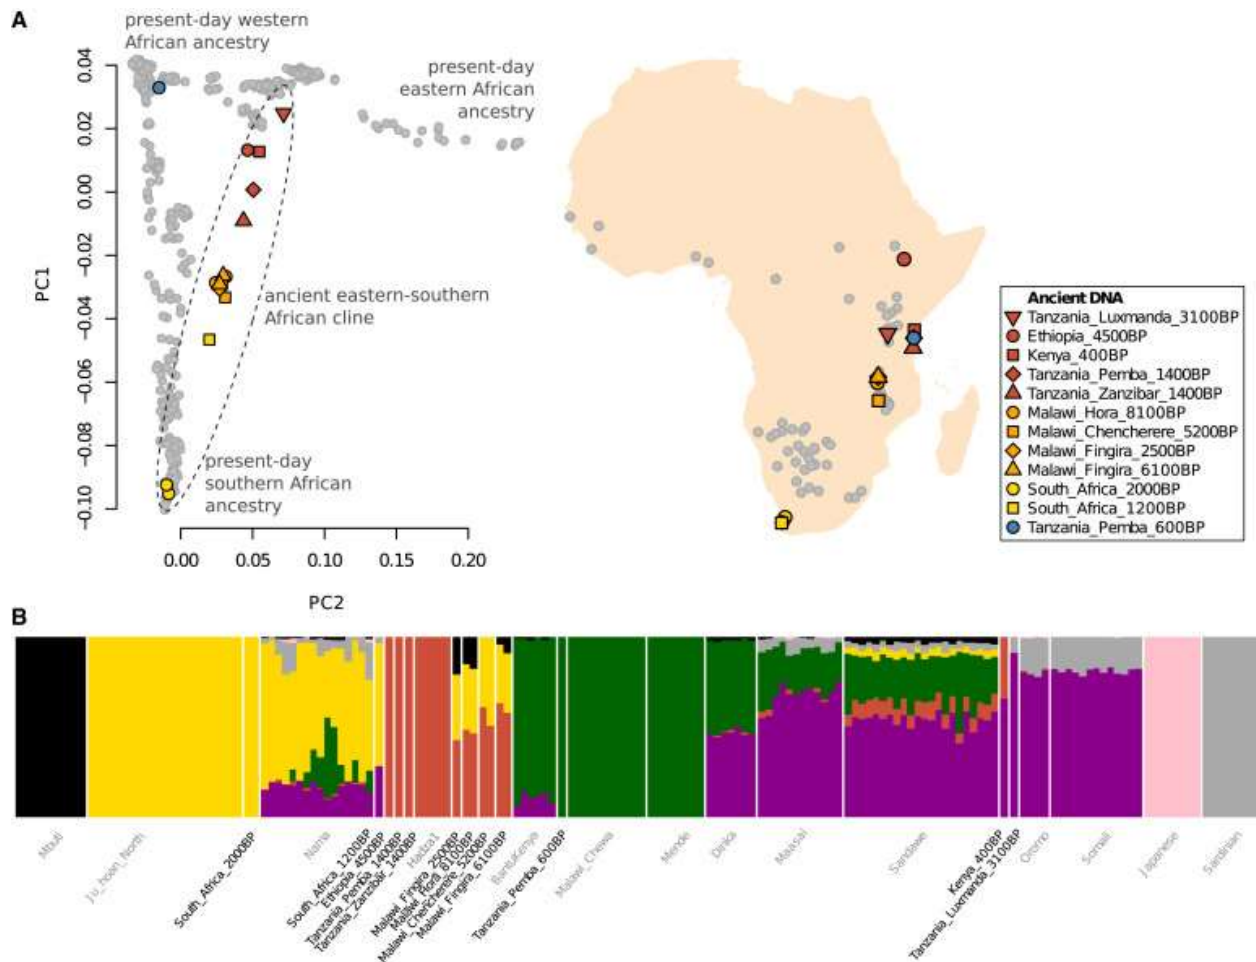 A
present-day western
African ancestry
present-day
eastern African
ancestry
0.04
0.02
0.00
−0.02
−0.04
−0.06
−0.08
−0.10
PC1
ancient eastern-southern
African cline
present-day
southern African
ancestry
0.00
0.05
0.10
0.15
0.20
PC2
Ancient DNA
Tanzania_Luxmanda_3100BP
Ethiopia_4500BP
Kenya_400BP
Tanzania_Pemba_1400BP
Tanzania_Zanzibar_1400BP
Malawi_Hora_8100BP
Malawi_Chencherere_5200BP
Malawi_Fingira_2500BP
Malawi_Fingira_6100BP
South_Africa_2000BP
South_Africa_1200BP
Tanzania_Pemba_600BP
B
Mbuti
Ju_hoan_North
South_Africa_2000BP
Nama
South_Africa_1200BP
Ethiopia_4500BP
Tanzania_Pemba_1400BP
Tanzania_Zanzibar_1400BP
Hadza1
Malawi_Fingira_2500BP
Malawi_Hora_8100BP
Malawi_Chencherere_5200BP
Malawi_Fingira_6100BP
BantuKenya
Tanzania_Pemba_600BP
Malawi_Chewa
Mende
Dinka
Maasai
Sandawe
Kenya_400BP
Tanzania_Luxmanda_3100BP
Oromo
Somali
Japanese
Sardinian